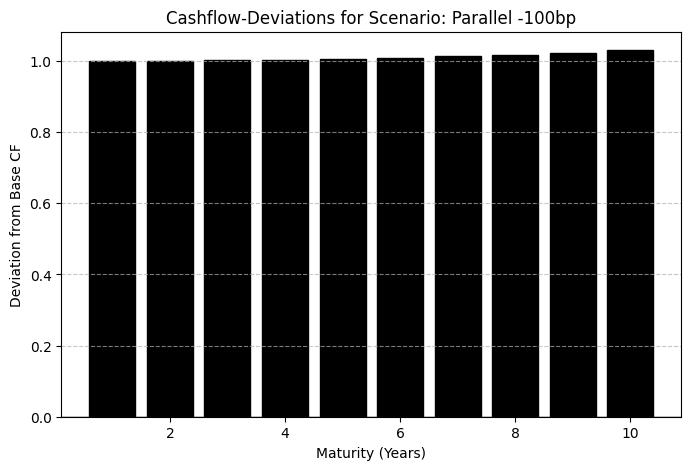 Cashflow-Deviations for Scenario: Parallel -100bp
Deviation from Base CF
1.0
0.8
0.6
0.4
0.2
0.0
2 4 6 8 10
Maturity (Years)